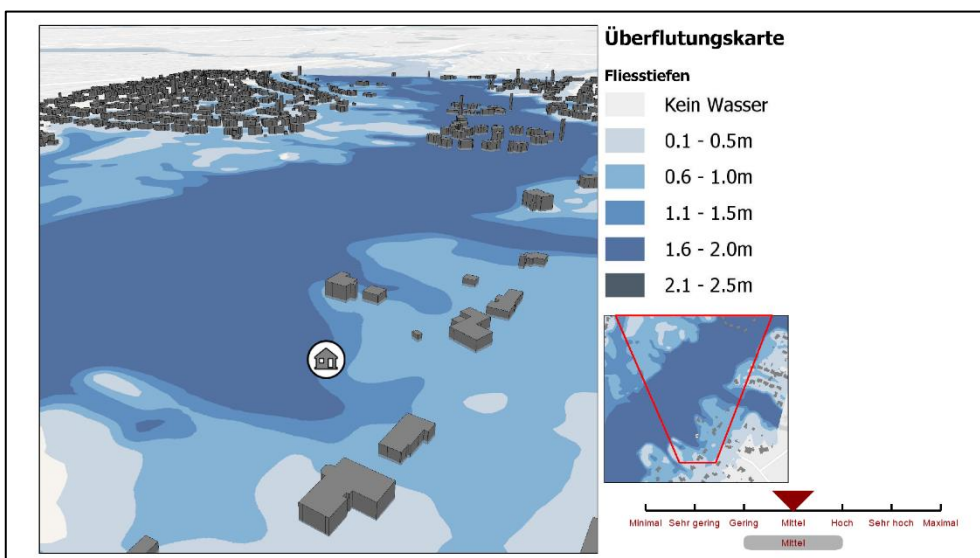 Überflutungskarte
Fliesstiefen
Kein Wasser
0.1 - 0.5m
0.6 - 1.0m
1.1 - 1.5m
1.6 - 2.0m
2.1 - 2.5m
Minimal Sehr gering Gering Mittel Hoch Sehr hoch Maximal
Mittel